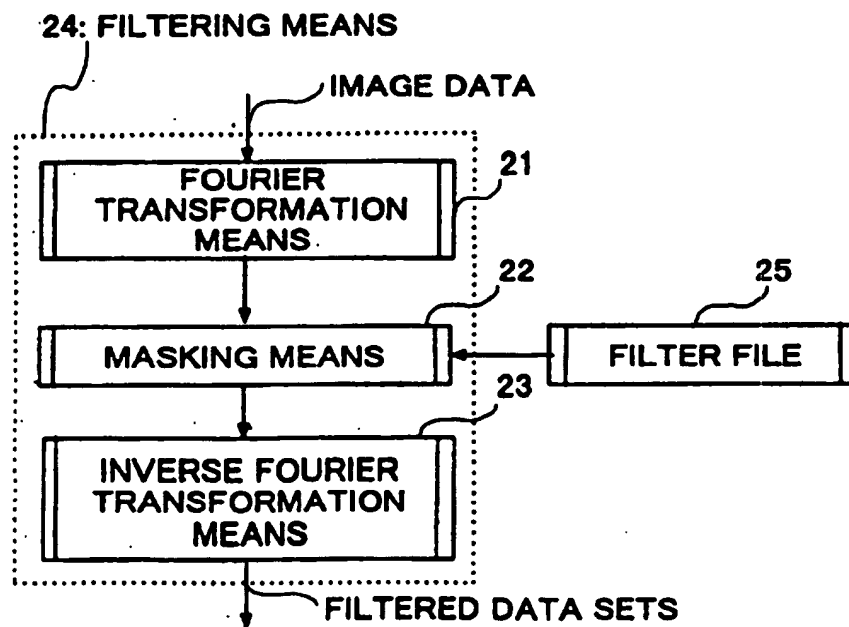 24: FILTERING MEANS
IMAGE DATA
21
FOURIER
TRANSFORMATION
MEANS
22
25
MASKING MEANS
FILTER FILE
23
INVERSE FOURIER
TRANSFORMATION
MEANS
FILTERED DATA SETS